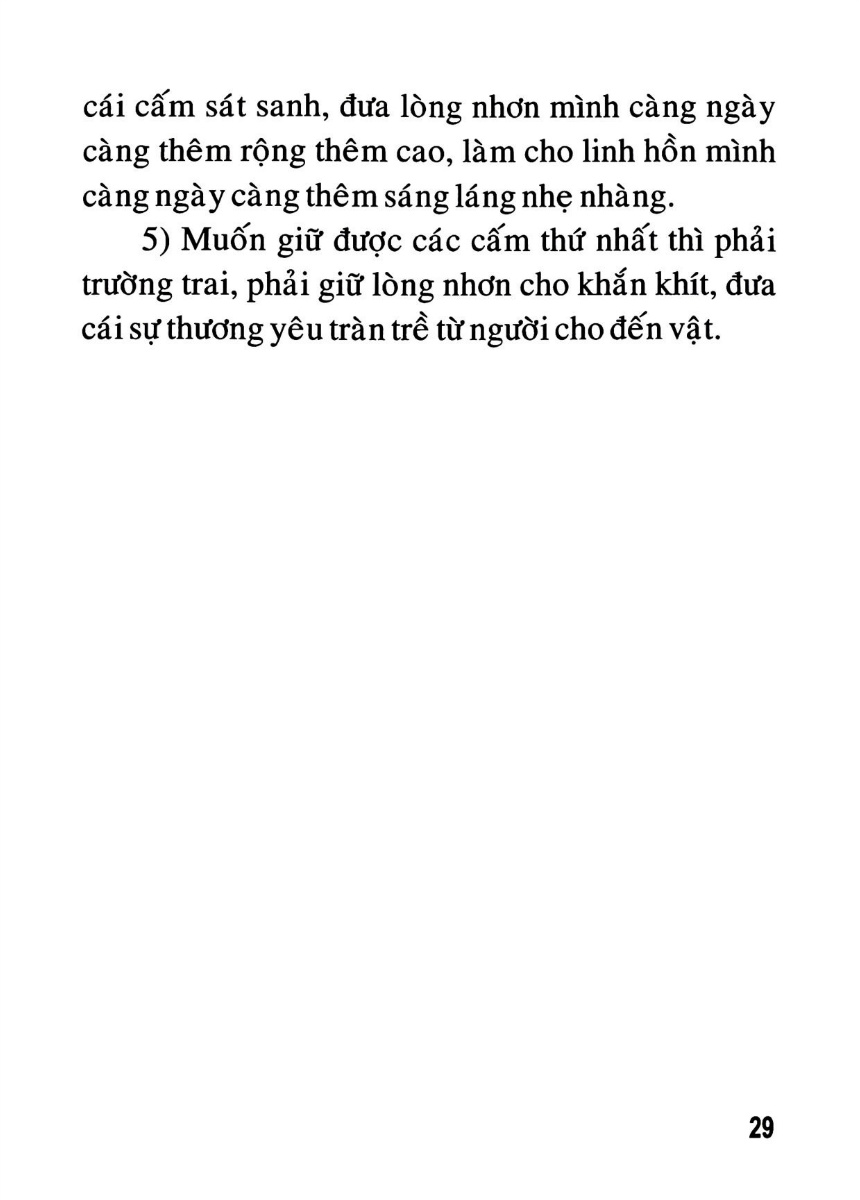 cái cấm sát sanh, đưa lòng nhơn mình càng ngày
càng thêm rộng thêm cao, làm cho linh hồn mình
càng ngày càng thêm sáng láng nhẹ nhàng.
5) Muốn giữ được các cấm thứ nhất thì phải
trường trai, phải giữ lòng nhơn cho khắn khít, đưa
cái sự thương yêu tràn trề từ người cho đến vật.
29